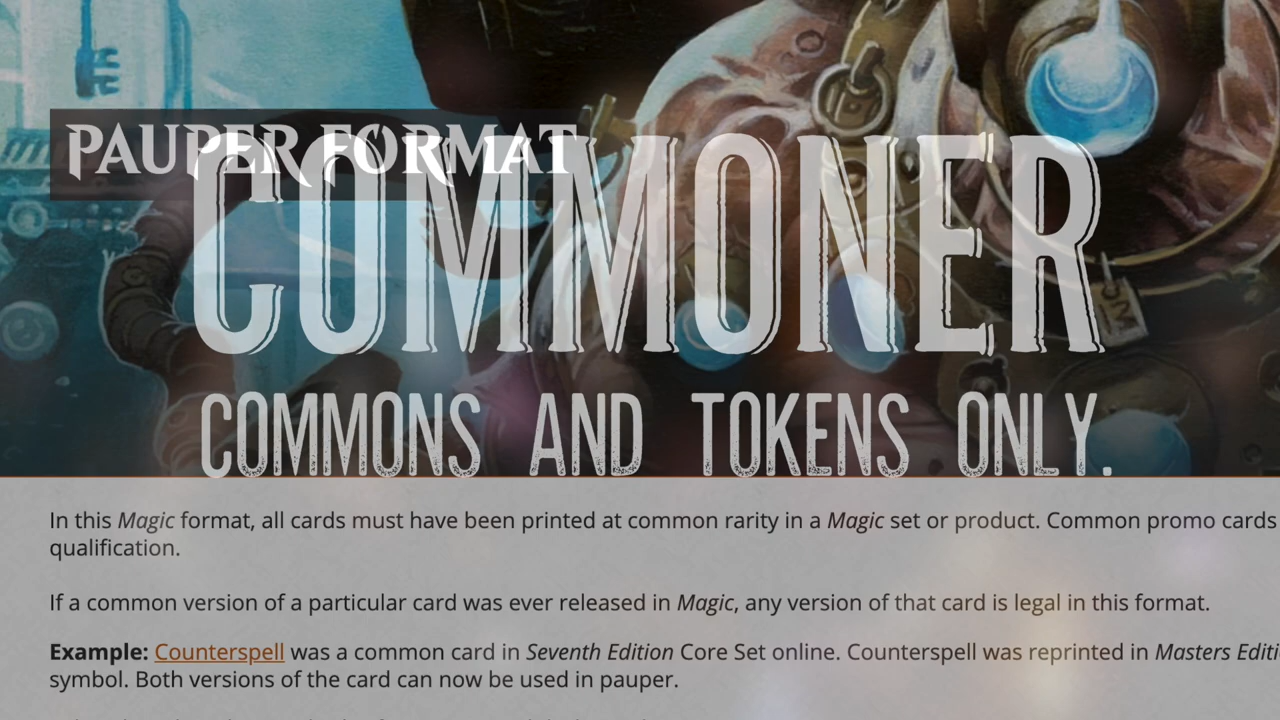 PAUPER FORMAT
COMMONER
COMMONS AND TOKENS ONLY.
In this Magic format, all cards must have been printed at common rarity in a Magic set or product. Common promo cards
qualification.
If a common version of a particular card was ever released in Magic, any version of that card is legal in this format.
Example: Counterspell was a common card in Seventh Edition Core Set online. Counterspell was reprinted in Masters
symbol. Both versions of the card can now be used in pauper.